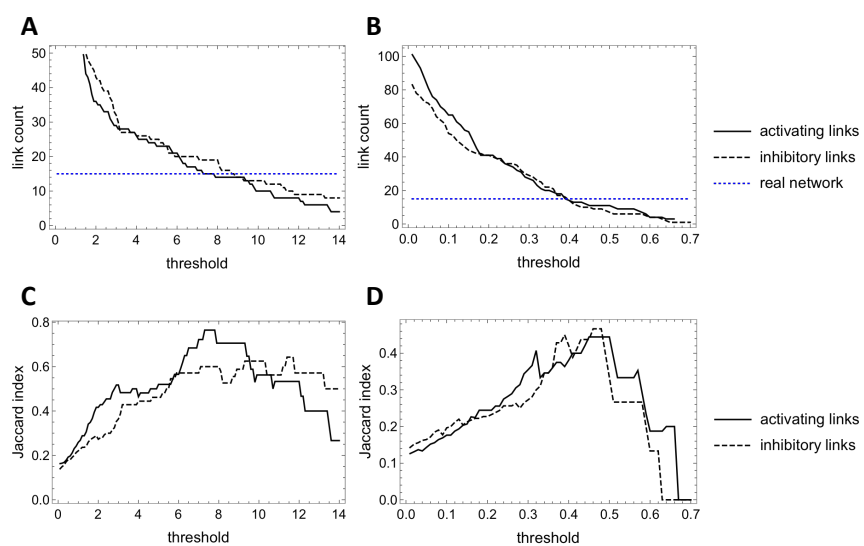 A
B
50
40
30
20
10
0
link count
0 2 4 6 8 10 12 14
threshold
100
80
60
40
20
0
link count
0.0 0.1 0.2 0.3 0.4 0.5 0.6 0.7
threshold
activating links
inhibitory links
real network
C
D
0.8
0.6
0.4
0.2
0.0
Jaccard index
0 2 4 6 8 10 12 14
threshold
0.4
0.3
0.2
0.1
0.0
Jaccard index
0.0 0.1 0.2 0.3 0.4 0.5 0.6 0.7
threshold
activating links
inhibitory links